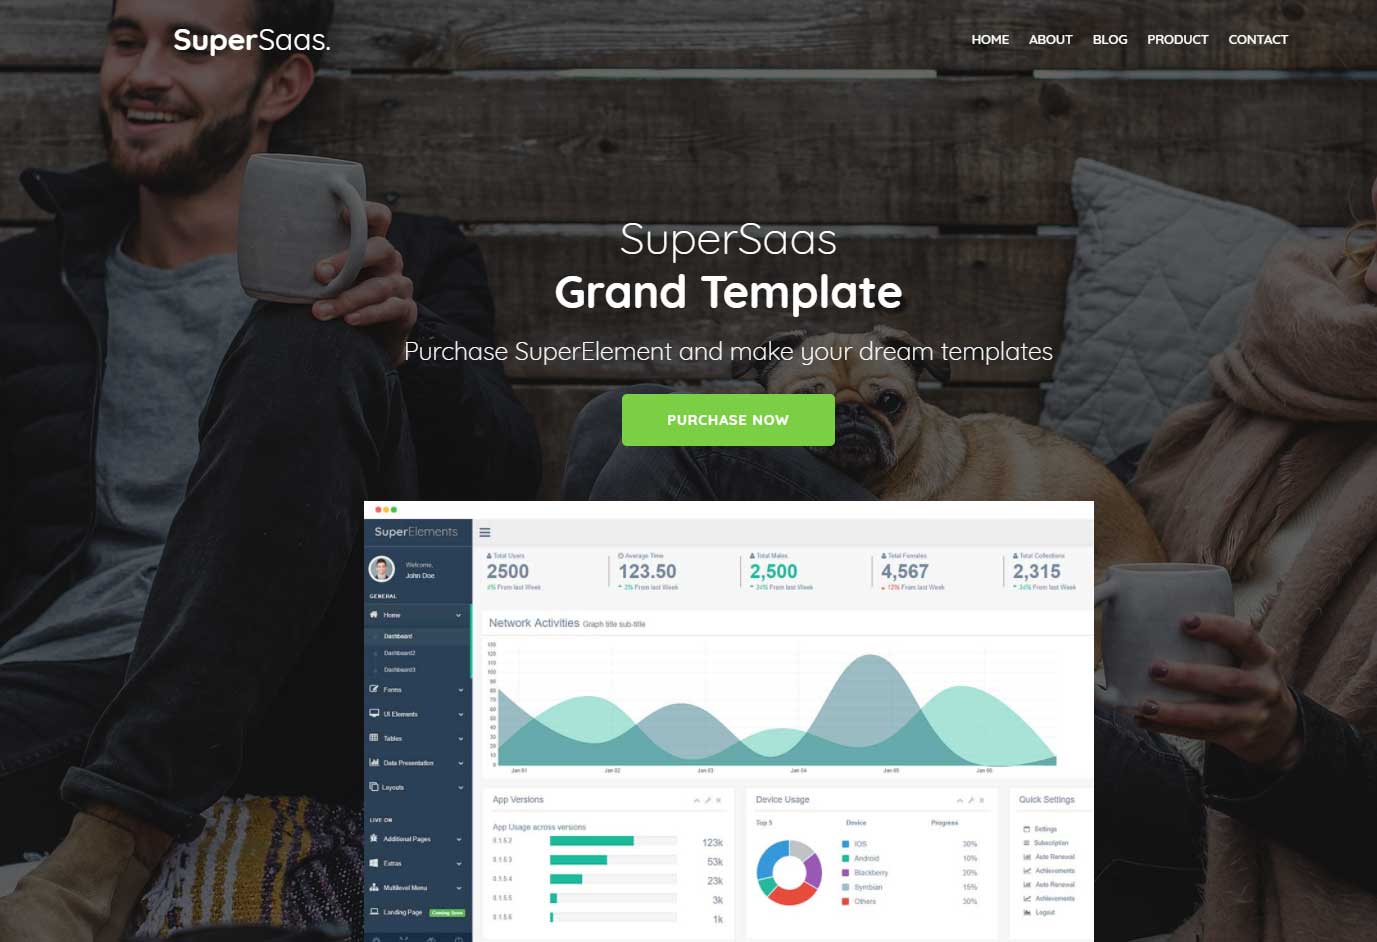 SuperSaas.
HOME ABOUT BLOG PRODUCT CONTACT
SuperSaas
Grand Template
Purchase SuperElement and make your dream templates
PURCHASE NOW
SuperElements
Welcome,
John Doe
GENERAL
Home
Dashboard
Dashboard2
Dashboard3
Forms
UI Elements
Tables
Data Presentation
Layouts
LIVE ON
Additional Pages
Extras
Multilevel Menu
Landing Page Coming Soon
Total Users
2500
4% From last Week
Average Time
123.50
3% From last Week
Total Males
2,500
34% From last Week
Total Females
4,567
12% From last Week
Total Collections
2,315
34% From last Week
Network Activities Graph title sub-title
130
120
110
100
90
80
70
60
50
40
30
20
10
0
Jan 01 Jan 02 Jan 03 Jan 04 Jan 05 Jan 06
App Versions
App Usage across versions
0.1.5.2 123k
0.1.5.3 53k
0.1.5.4 23k
0.1.5.5 3k
0.1.5.6 1k
Device Usage
Top 5 Device Progress
IOS 30%
Android 10%
Blackberry 20%
Symbian 15%
Others 30%
Quick Settings
Settings
Subscription
Auto Renewal
Achievements
Auto Renewal
Achievements
Logout